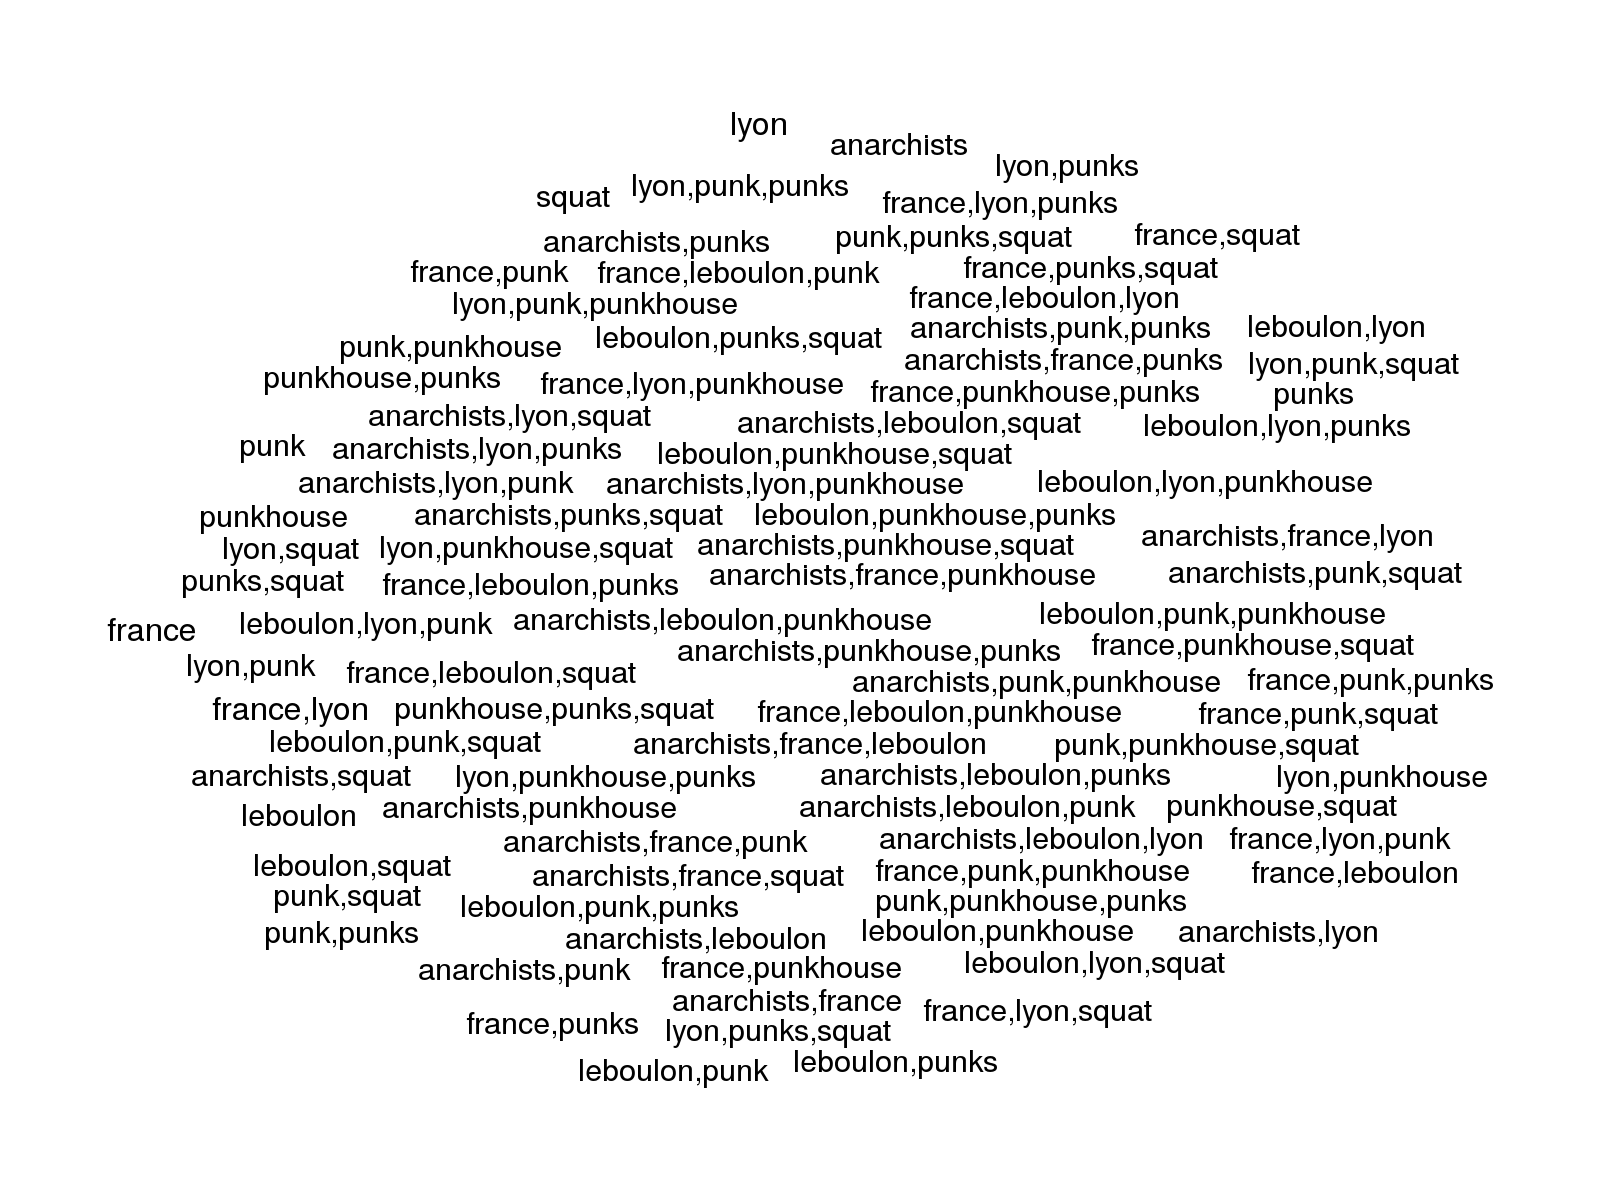 lyon
anarchists
lyon,punks
squat
lyon,punk,punks
france,lyon,punks
anarchists,punks
punk,punks,squat
france,squat
france,punk
france,leboulon,punk
france,punks,squat
lyon,punk,punkhouse
france,leboulon,lyon
punk,punkhouse
leboulon,punks,squat
anarchists,punk,punks
leboulon,lyon
anarchists,france,punks
lyon,punk,squat
punkhouse,punks
france,lyon,punkhouse
france,punkhouse,punks
punks
anarchists,lyon,squat
anarchists,leboulon,squat
leboulon,lyon,punks
punk
anarchists,lyon,punks
leboulon,punkhouse,squat
anarchists,lyon,punk
anarchists,lyon,punkhouse
leboulon,lyon,punkhouse
punkhouse
anarchists,punks,squat
leboulon,punkhouse,punks
lyon,squat
lyon,punkhouse,squat
anarchists,punkhouse,squat
anarchists,france,lyon
punks,squat
france,leboulon,punks
anarchists,france,punkhouse
anarchists,punk,squat
france
leboulon,lyon,punk
anarchists,leboulon,punkhouse
leboulon,punk,punkhouse
anarchists,punkhouse,punks
france,punkhouse,squat
lyon,punk
france,leboulon,squat
anarchists,punk,punkhouse
france,punk,punks
france,lyon
punkhouse,punks,squat
france,leboulon,punkhouse
france,punk,squat
leboulon,punk,squat
anarchists,france,leboulon
punk,punkhouse,squat
anarchists,squat
lyon,punkhouse,punks
anarchists,leboulon,punks
lyon,punkhouse
leboulon
anarchists,punkhouse
anarchists,leboulon,punk
punkhouse,squat
anarchists,france,punk
anarchists,leboulon,lyon
france,lyon,punk
leboulon,squat
anarchists,france,squat
france,punk,punkhouse
france,leboulon
punk,squat
leboulon,punk,punks
punk,punkhouse,punks
punk,punks
anarchists,leboulon
leboulon,punkhouse
anarchists,lyon
anarchists,punk
france,punkhouse
leboulon,lyon,squat
anarchists,france
france,lyon,squat
france,punks
lyon,punks,squat
leboulon,punk
leboulon,punks